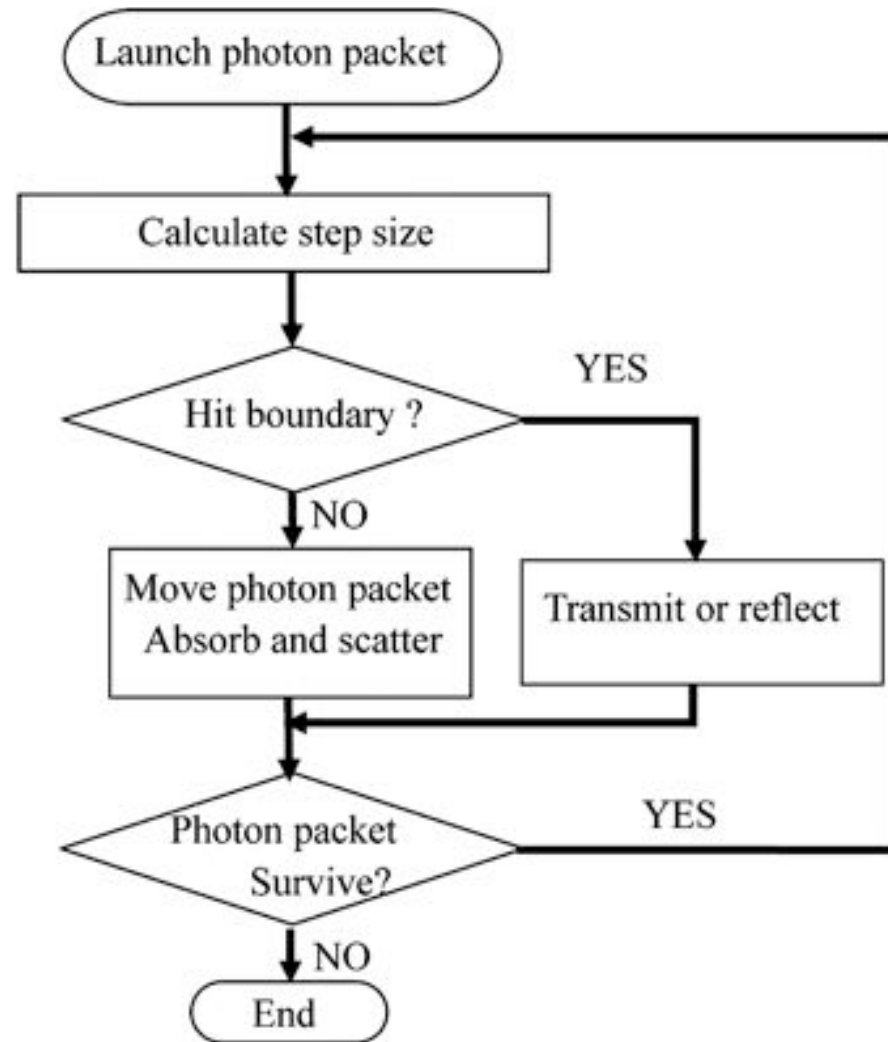 Launch photon packet
Calculate step size
YES
Hit boundary ?
NO
Move photon packet
Absorb and scatter
Transmit or reflect
YES
Photon packet
Survive?
NO
End